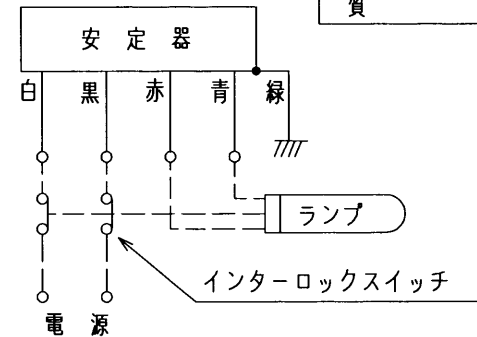 質
安定器
白 黒 赤 青 緑
ランプ
インターロックスイッチ
電源